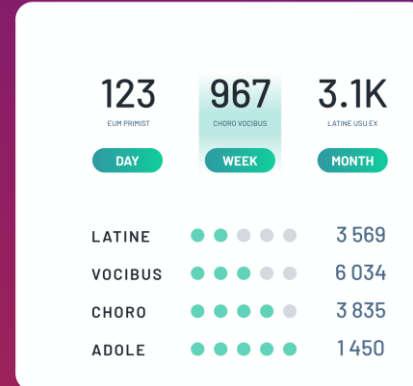 123 967 3.1K
EUM PRIMIST CHORO VOCIBUS LATINE USU EX
DAY WEEK MONTH
LATINE 3 569
VOCIBUS 6 034
CHORO 3 835
ADOLE 1 450